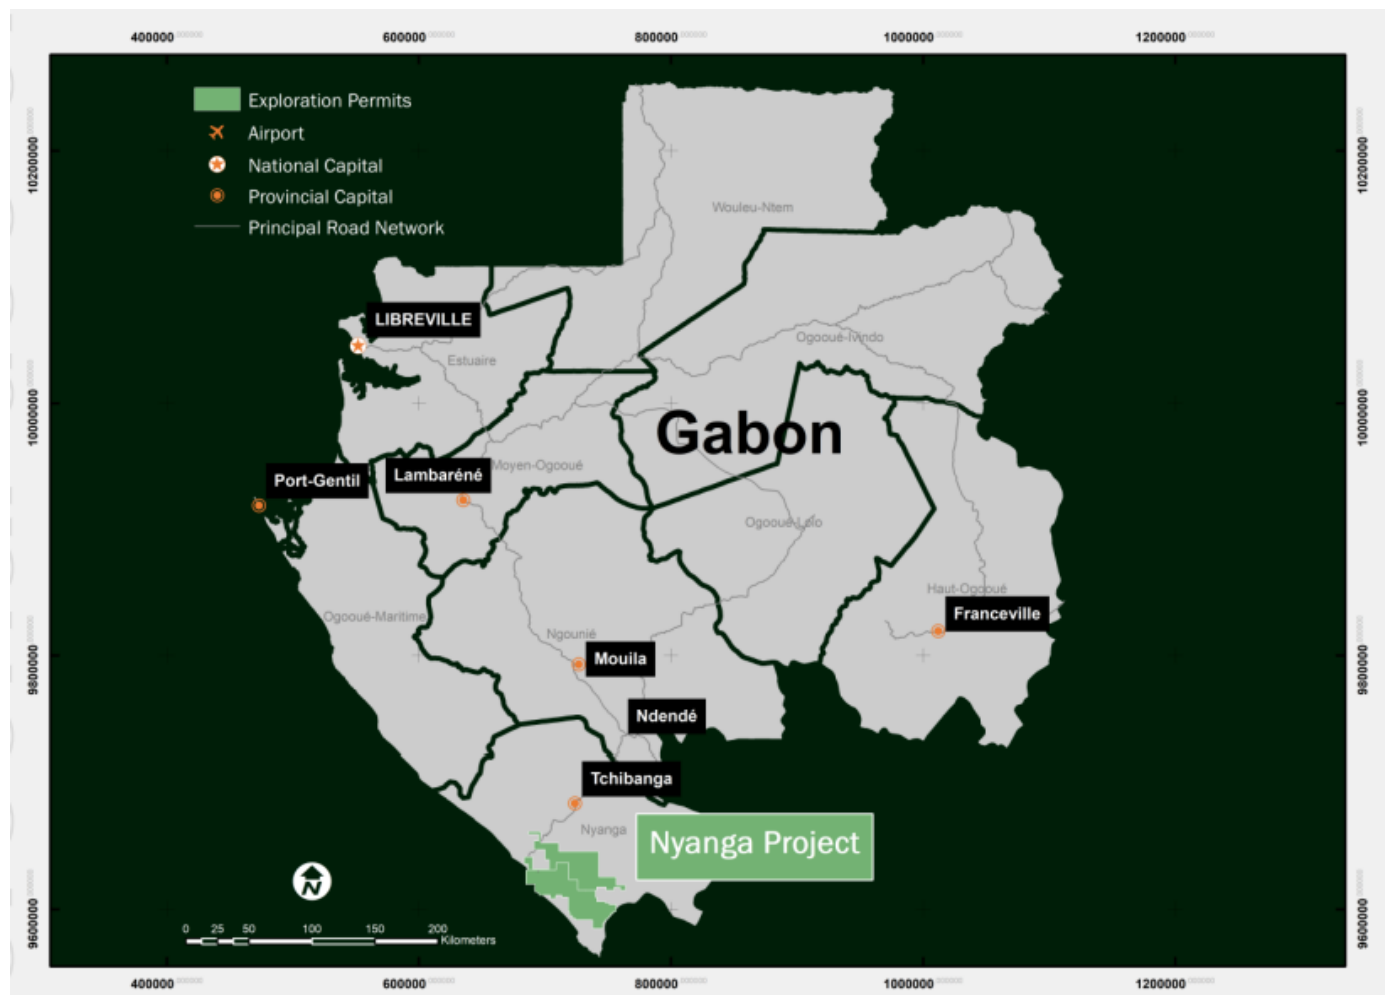 400000
600000
800000
1000000
1200000
Exploration Permits
Airport
National Capital
Provincial Capital
Principal Road Network
10200000
10200000
Wouleu-Ntem
LIBREVILLE
Estuaire
Ogooué-Ivindo
10000000
10000000
Gabon
Port-Gentil
Lambaréné
Moyen-Ogooué
Ogooué-Lolo
Haut-Ogooué
Franceville
Ogooué-Maritime
Ngounié
Mouila
9800000
9800000
Ndendé
Tchibanga
Nyanga
Nyanga Project
N
9600000
9600000
0 25 50 100 150 200
Kilometers
400000
600000
800000
1000000
1200000